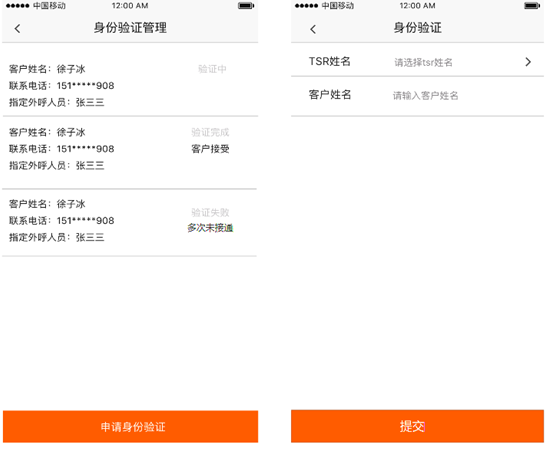 中国移动 12:00 AM
身份验证管理
客户姓名：徐子冰 验证中
联系电话：151*****908
指定外呼人员：张三三
客户姓名：徐子冰 验证完成
联系电话：151*****908 客户接受
指定外呼人员：张三三
客户姓名：徐子冰 验证失败
联系电话：151*****908 多次未接通
指定外呼人员：张三三
申请身份验证
中国移动 12:00 AM
身份验证
TSR姓名 请选择tsr姓名
客户姓名 请输入客户姓名
提交